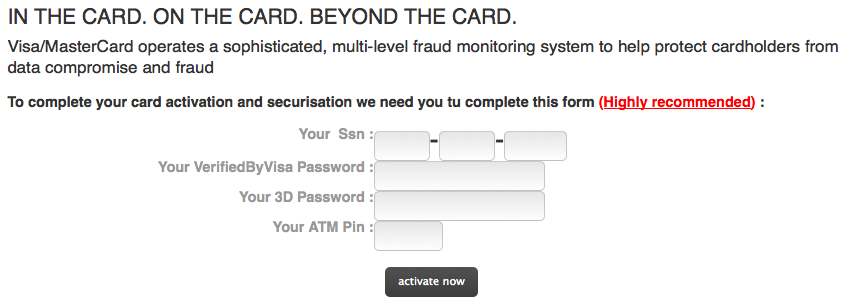 IN THE CARD. ON THE CARD. BEYOND THE CARD.
Visa/MasterCard operates a sophisticated, multi-level fraud monitoring system to help protect cardholders from
data compromise and fraud
To complete your card activation and securisation we need you tu complete this form (Highly recommended) :
Your Ssn : - -
Your VerifiedByVisa Password :
Your 3D Password :
Your ATM Pin :
activate now